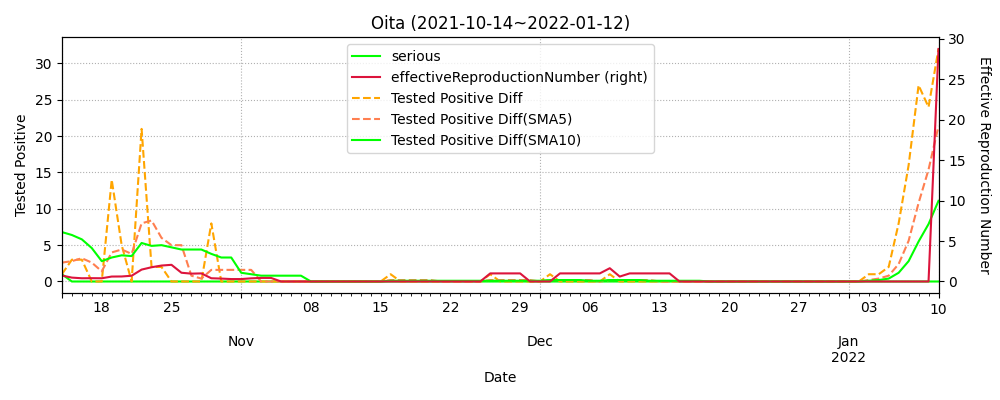 Oita (2021-10-14~2022-01-12)
serious
effectiveReproductionNumber (right)
Tested Positive Diff
Tested Positive Diff(SMA5)
Tested Positive Diff(SMA10)
Tested Positive
0
5
10
15
20
25
30
Effective Reproduction Number
0
5
10
15
20
25
30
18 25 08 15 22 29 06 13 20 27 03 10
Nov Dec Jan
2022
Date